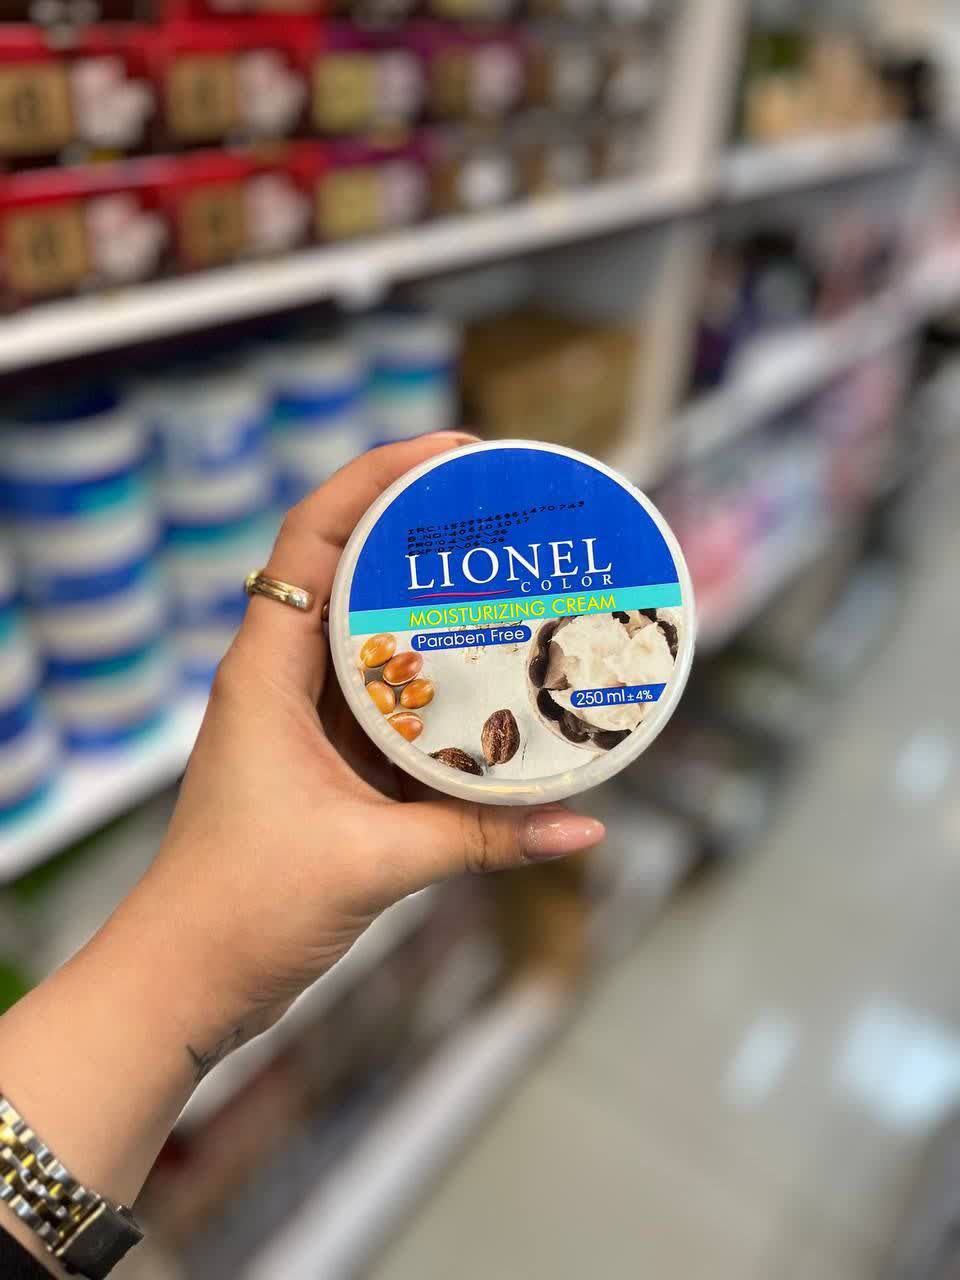 LIONEL
COLOR
MOISTURIZING CREAM
Paraben Free
250 ml ± 4%